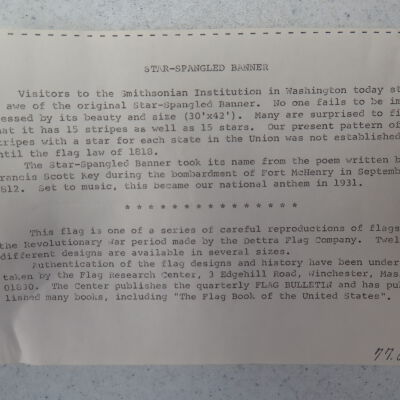 STAR-SPANGLED BANNER
Visitors to the Smithsonian Institution in Washington today st
awe of the original Star-Spangled Banner. No one fails to be im
essed by its beauty and size (30'x42'). Many are surprised to fi
hat it has 15 stripes as well as 15 stars. Our present pattern of
tripes with a star for each state in the Union was not established
ntil the flag law of 1818.
The Star-Spangled Banner took its name from the poem written b
rancis Scott Key during the bombardment of Fort McHenry in Septemb
812. Set to music, this became our national anthem in 1931.
* * * * * * * * * * * * * * *
This flag is one of a series of careful reproductions of flags
the Revolutionary War period made by the Dettra Flag Company. Twel
different designs are available in several sizes.
Authentication of the flag designs and history have been under
taken by the Flag Research Center, 3 Edgehill Road, Winchester, Mas
01890. The Center publishes the quarterly FLAG BULLETIN and has pu
lished many books, including "The Flag Book of the United States".